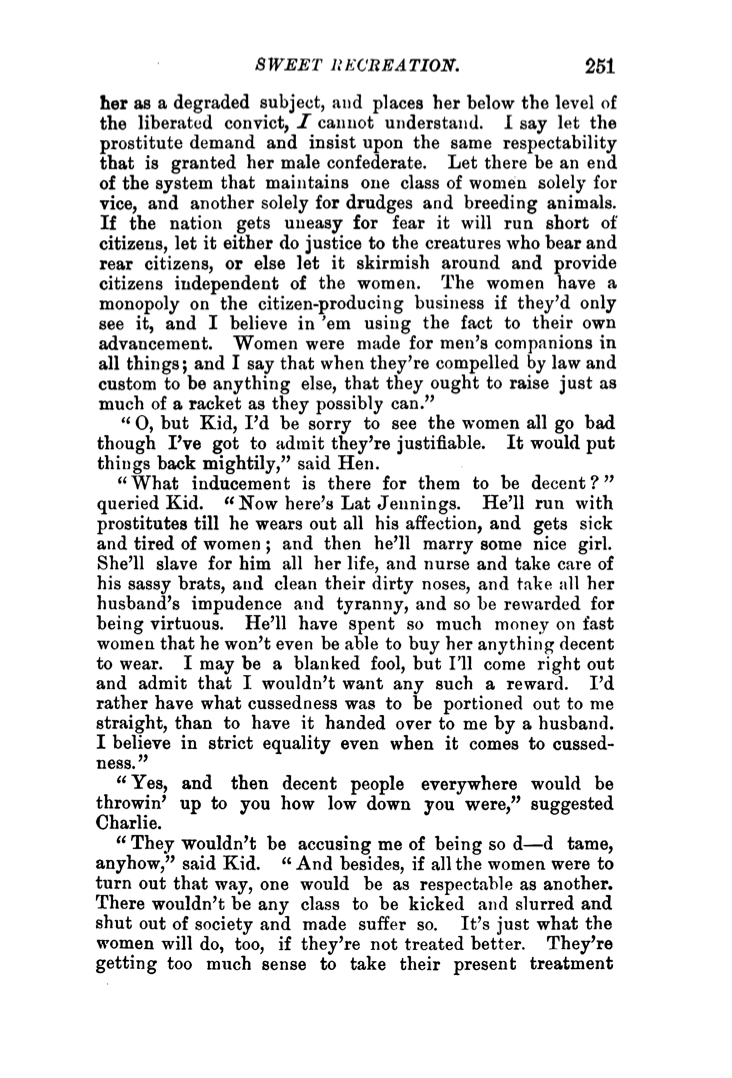 SWEET RECREATION. 251
her as a degraded subject, and places her below the level of
the liberated convict, I cannot understand. I say let the
prostitute demand and insist upon the same respectability
that is granted her male confederate. Let there be an end
of the system that maintains one class of women solely for
vice, and another solely for drudges and breeding animals.
If the nation gets uneasy for fear it will run short of
citizens, let it either do justice to the creatures who bear and
rear citizens, or else let it skirmish around and provide
citizens independent of the women. The women have a
monopoly on the citizen-producing business if they'd only
see it, and I believe in 'em using the fact to their own
advancement. Women were made for men's companions in
all things; and I say that when they're compelled by law and
custom to be anything else, that they ought to raise just as
much of a racket as they possibly can."
"O, but Kid, I'd be sorry to see the women all go bad
though I've got to admit they're justifiable. It would put
things back mightily," said Hen.
"What inducement is there for them to be decent?"
queried Kid. "Now here's Lat Jennings. He'll run with
prostitutes till he wears out all his affection, and gets sick
and tired of women; and then he'll marry some nice girl.
She'll slave for him all her life, and nurse and take care of
his sassy brats, and clean their dirty noses, and take all her
husband's impudence and tyranny, and so be rewarded for
being virtuous. He'll have spent so much money on fast
women that he won't even be able to buy her anything decent
to wear. I may be a blanked fool, but I'll come right out
and admit that I wouldn't want any such a reward. I'd
rather have what cussedness was to be portioned out to me
straight, than to have it handed over to me by a husband.
I believe in strict equality even when it comes to cussed-
ness."
"Yes, and then decent people everywhere would be
throwin' up to you how low down you were," suggested
Charlie.
"They wouldn't be accusing me of being so d—d tame,
anyhow," said Kid. "And besides, if all the women were to
turn out that way, one would be as respectable as another.
There wouldn't be any class to be kicked and slurred and
shut out of society and made suffer so. It's just what the
women will do, too, if they're not treated better. They're
getting too much sense to take their present treatment